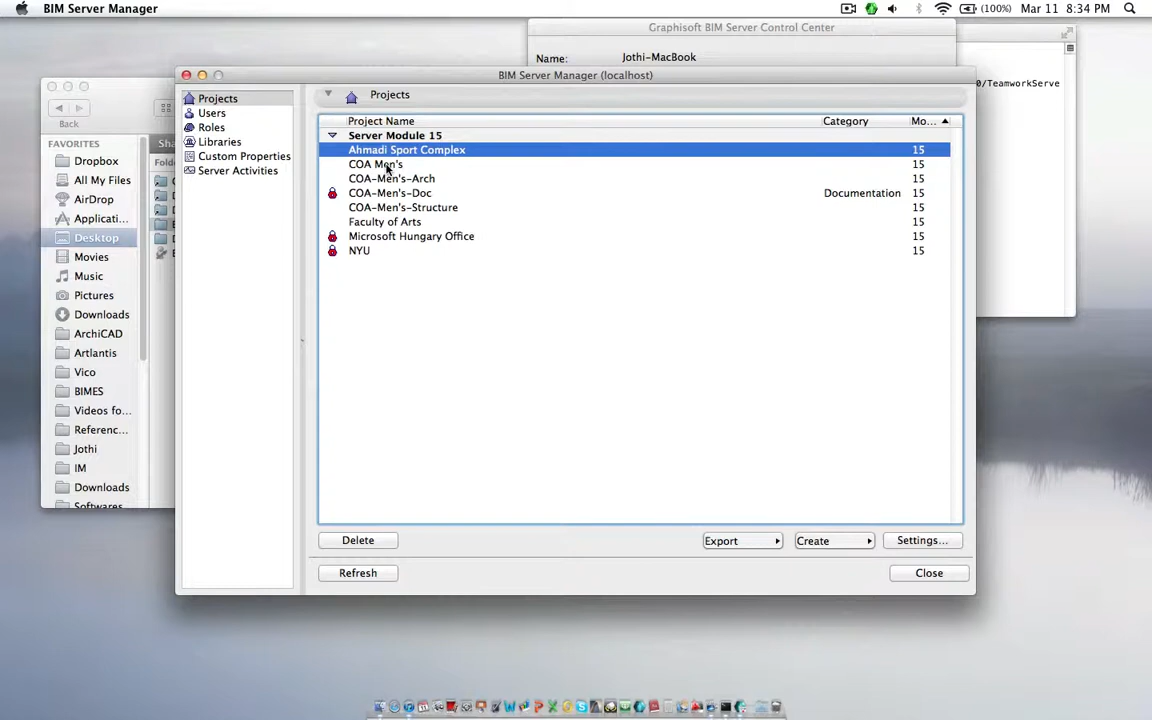 BIM Server Manager
(100%) Mar 11 8:34 PM
Graphisoft BIM Server Control Center
Name: Jothi-MacBook
0/TeamworkServe
BIM Server Manager (localhost)
Back
FAVORITES
Dropbox
All My Files
AirDrop
Applicati...
Desktop
Movies
Music
Pictures
Downloads
ArchiCAD
Artlantis
Vico
BIMES
Videos fo...
Referenc...
Jothi
IM
Downloads
Softwares
Sha
Folde
Projects
Users
Roles
Libraries
Custom Properties
Server Activities
Projects
Project Name Category Mo...
Server Module 15
Ahmadi Sport Complex 15
COA Men's 15
COA-Men's-Arch 15
COA-Men's-Doc Documentation 15
COA-Men's-Structure 15
Faculty of Arts 15
Microsoft Hungary Office 15
NYU 15
Delete Export Create Settings...
Refresh Close